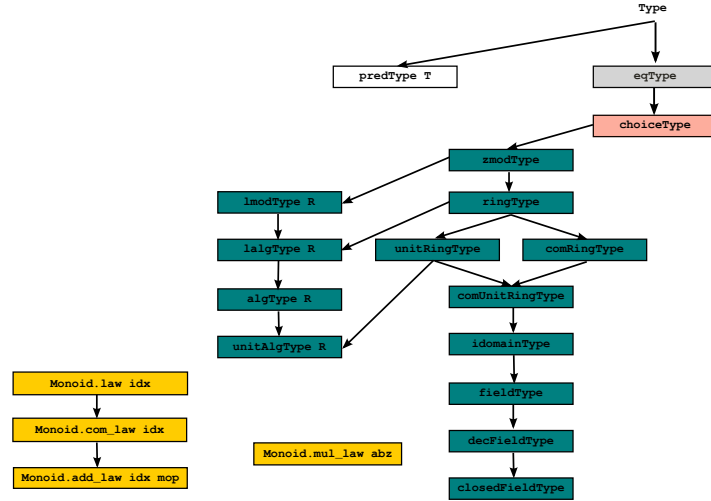 Type
predType T
eqType
choiceType
zmodType
lmodType R
ringType
lalgType R
unitRingType
comRingType
algType R
comUnitRingType
unitAlgType R
idomainType
Monoid.law idx
fieldType
Monoid.com_law idx
decFieldType
Monoid.mul_law abz
Monoid.add_law idx mop
closedFieldType